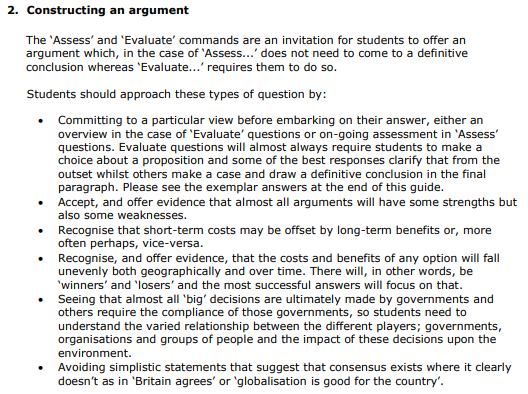 2. Constructing an argument
The ‘Assess’ and ‘Evaluate’ commands are an invitation for students to offer an
argument which, in the case of ‘Assess...’ does not need to come to a definitive
conclusion whereas ‘Evaluate...’ requires them to do so.
Students should approach these types of question by:
• Committing to a particular view before embarking on their answer, either an
overview in the case of ‘Evaluate’ questions or on-going assessment in ‘Assess’
questions. Evaluate questions will almost always require students to make a
choice about a proposition and some of the best responses clarify that from the
outset whilst others make a case and draw a definitive conclusion in the final
paragraph. Please see the exemplar answers at the end of this guide.
• Accept, and offer evidence that almost all arguments will have some strengths but
also some weaknesses.
• Recognise that short-term costs may be offset by long-term benefits or, more
often perhaps, vice-versa.
• Recognise, and offer evidence, that the costs and benefits of any option will fall
unevenly both geographically and over time. There will, in other words, be
‘winners’ and ‘losers’ and the most successful answers will focus on that.
• Seeing that almost all ‘big’ decisions are ultimately made by governments and
others require the compliance of those governments, so students need to
understand the varied relationship between the different players; governments,
organisations and groups of people and the impact of these decisions upon the
environment.
• Avoiding simplistic statements that suggest that consensus exists where it clearly
doesn’t as in ‘Britain agrees’ or ‘globalisation is good for the country’.